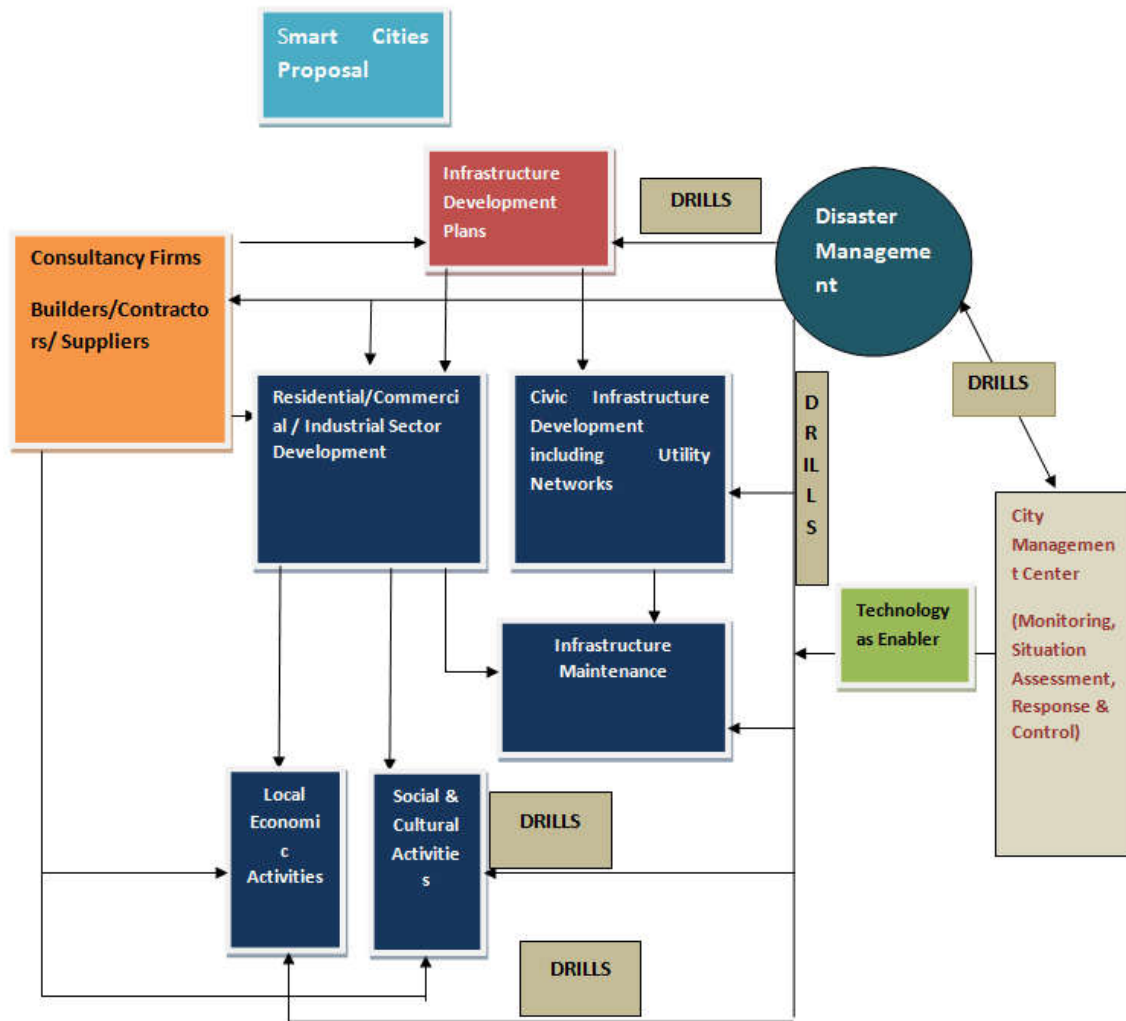 Smart Cities
Proposal
Infrastructure
Development
Plans
DRILLS
Disaster
Manageme
nt
Consultancy Firms
Builders/Contracto
rs/ Suppliers
Residential/Commerci
al / Industrial Sector
Development
Civic Infrastructure
Development
including Utility
Networks
D
R
IL
L
S
DRILLS
City
Managemen
t Center
(Monitoring,
Situation
Assessment,
Response &
Control)
Technology
as Enabler
Infrastructure
Maintenance
Local
Economi
c
Activities
Social &
Cultural
Activitie
s
DRILLS
DRILLS